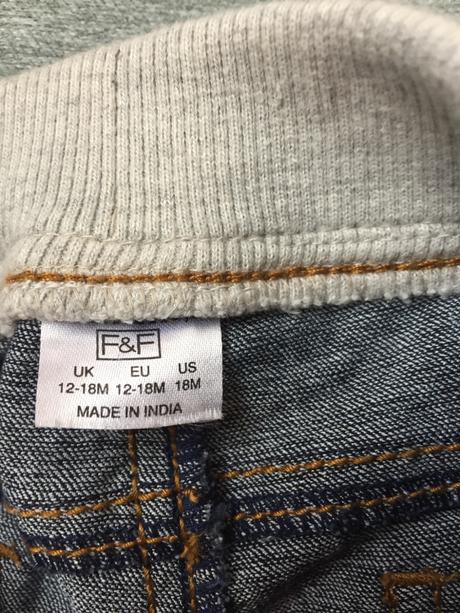 F&F
UK EU US
12-18M 12-18M 18M
MADE IN INDIA